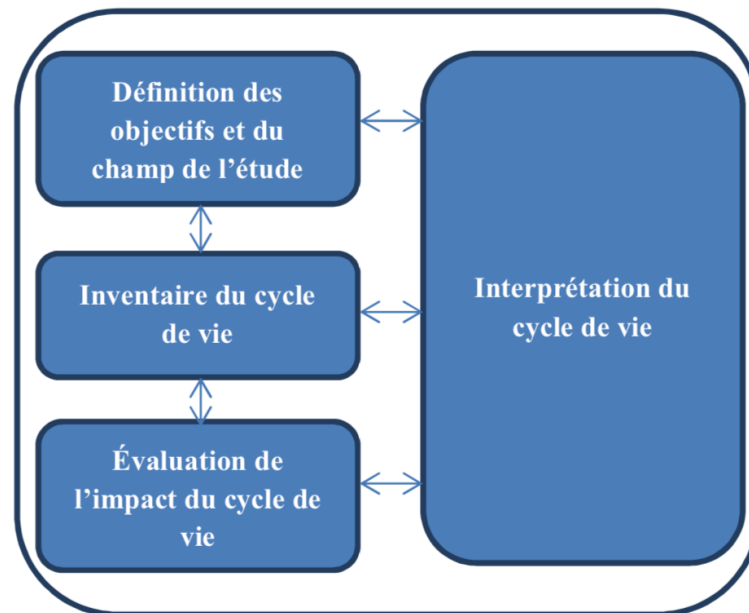 Définition des
objectifs et du
champ de l’étude
Inventaire du cycle
de vie
Évaluation de
l’impact du cycle de
vie
Interprétation du
cycle de vie